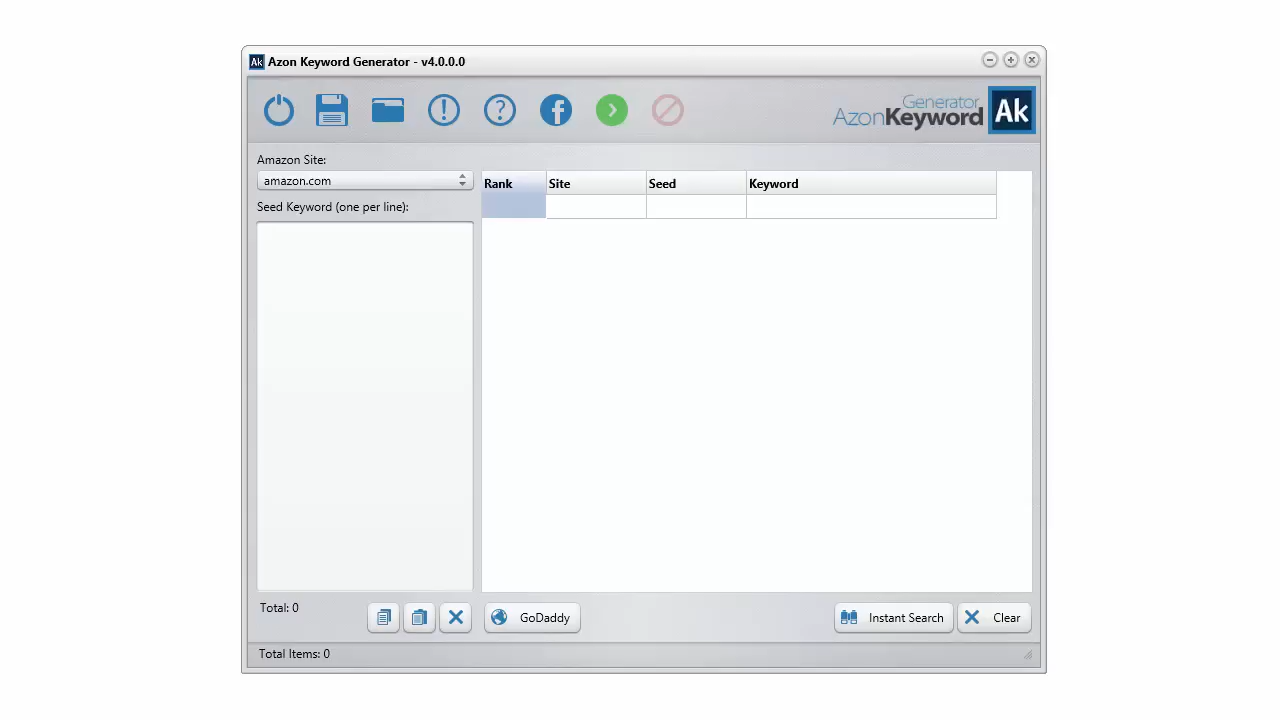 Ak Azon Keyword Generator - v4.0.0.0
Generator
AzonKeyword
Ak
Amazon Site:
amazon.com
Seed Keyword (one per line):
Rank Site Seed Keyword
Total: 0
GoDaddy
Instant Search
Clear
Total Items: 0